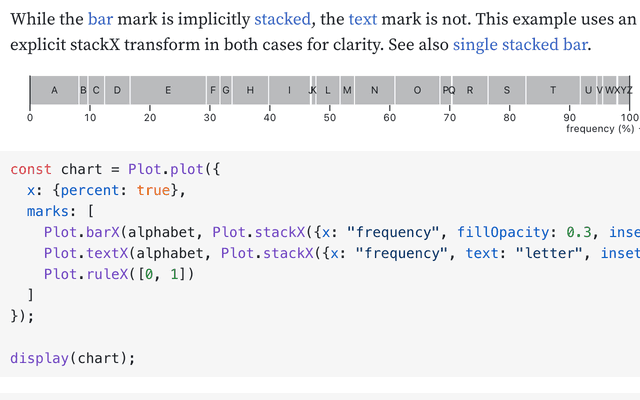 While the bar mark is implicitly stacked, the text mark is not. This example uses an
explicit stackX transform in both cases for clarity. See also single stacked bar.
A B C D E F G H I J K L M N O P Q R S T U V W X Y Z
0 10 20 30 40 50 60 70 80 90 100
frequency (%)
const chart = Plot.plot({
  x: {percent: true},
  marks: [
    Plot.barX(alphabet, Plot.stackX({x: "frequency", fillOpacity: 0.3, inse
    Plot.textX(alphabet, Plot.stackX({x: "frequency", text: "letter", inset
    Plot.ruleX([0, 1])
  ]
});
display(chart);